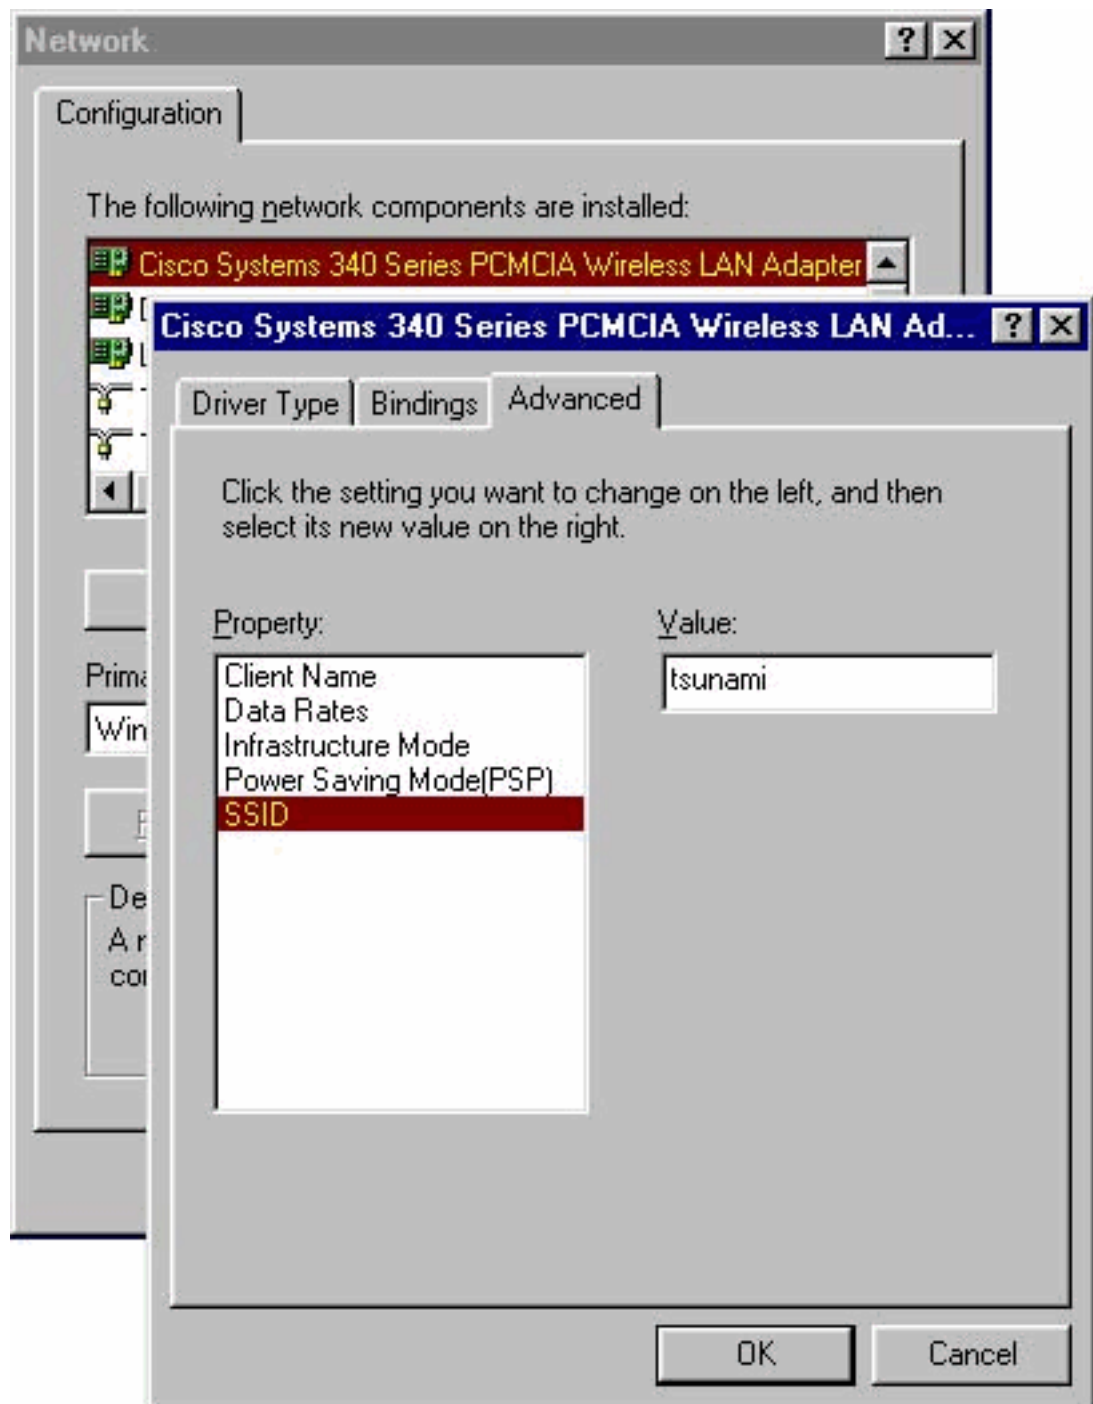 Network
Configuration
The following network components are installed:
Cisco Systems 340 Series PCMCIA Wireless LAN Adapter
Cisco Systems 340 Series PCMCIA Wireless LAN Ad...
Driver Type
Bindings
Advanced
Click the setting you want to change on the left, and then
select its new value on the right.
Property:
Value:
Client Name
tsunami
Data Rates
Infrastructure Mode
Power Saving Mode(PSP)
SSID
OK
Cancel